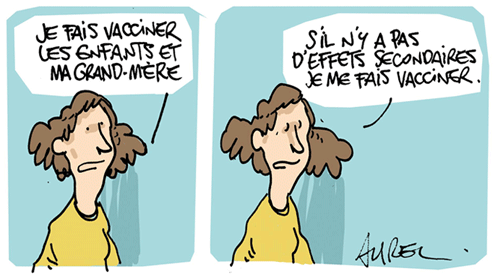 JE FAIS VACCINER
LES ENFANTS ET
MA GRAND-MÈRE
S'IL N'Y A PAS
D'EFFETS SECONDAIRES
JE ME FAIS VACCINER.
AUREL